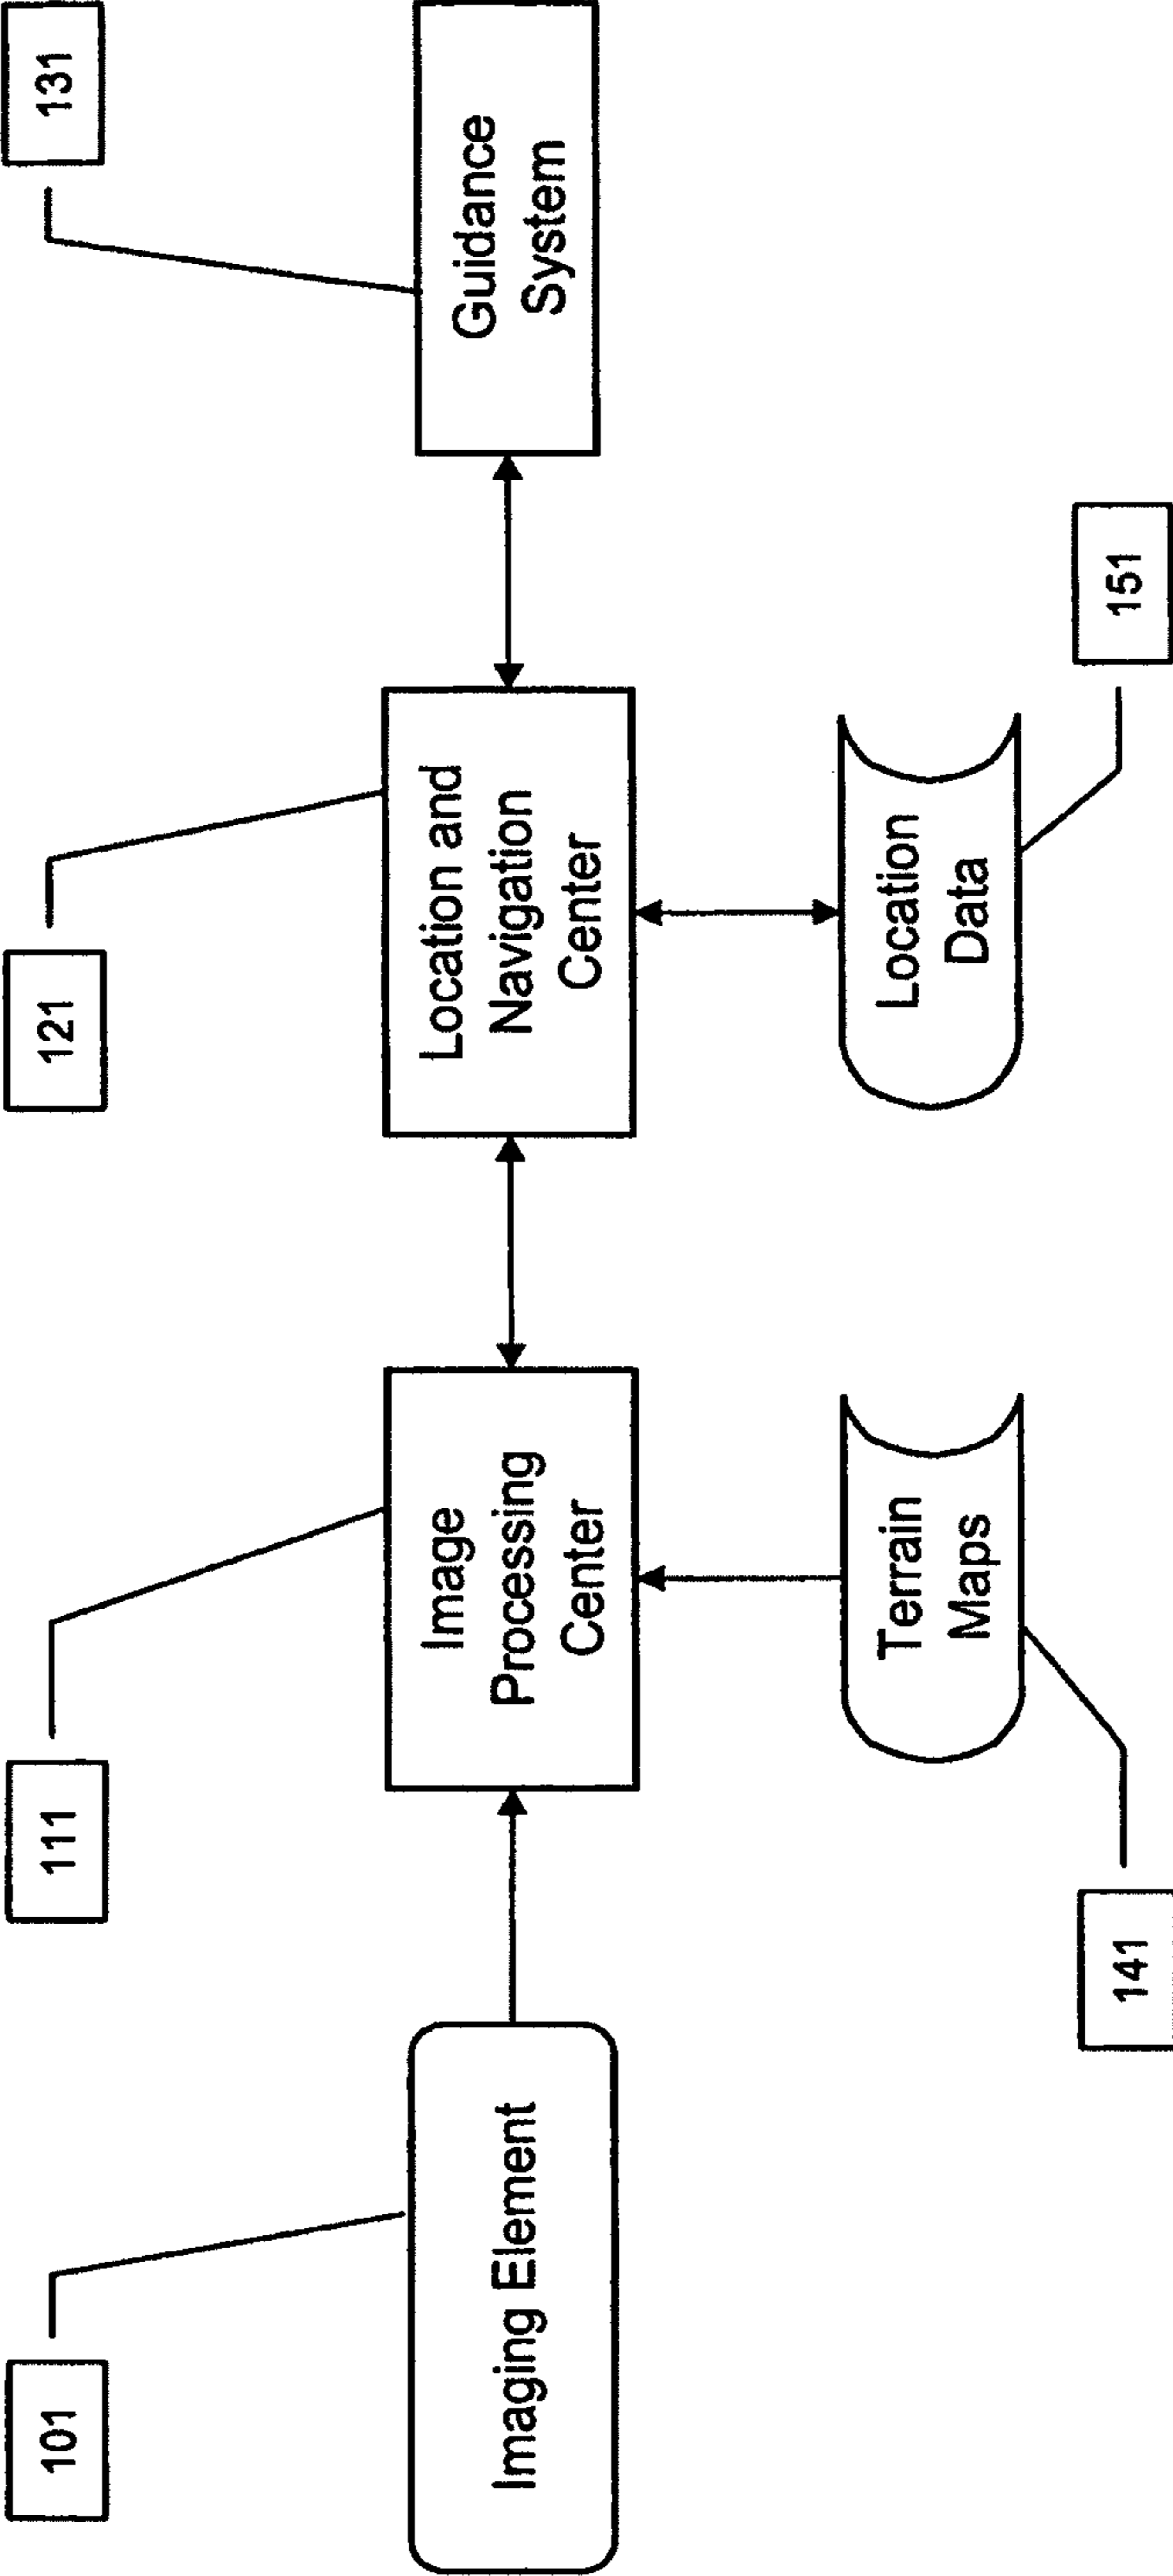 101
111
121
131
Imaging Element
Image
Processing
Center
Location and
Navigation
Center
Guidance
System
Terrain
Maps
Location
Data
141
151